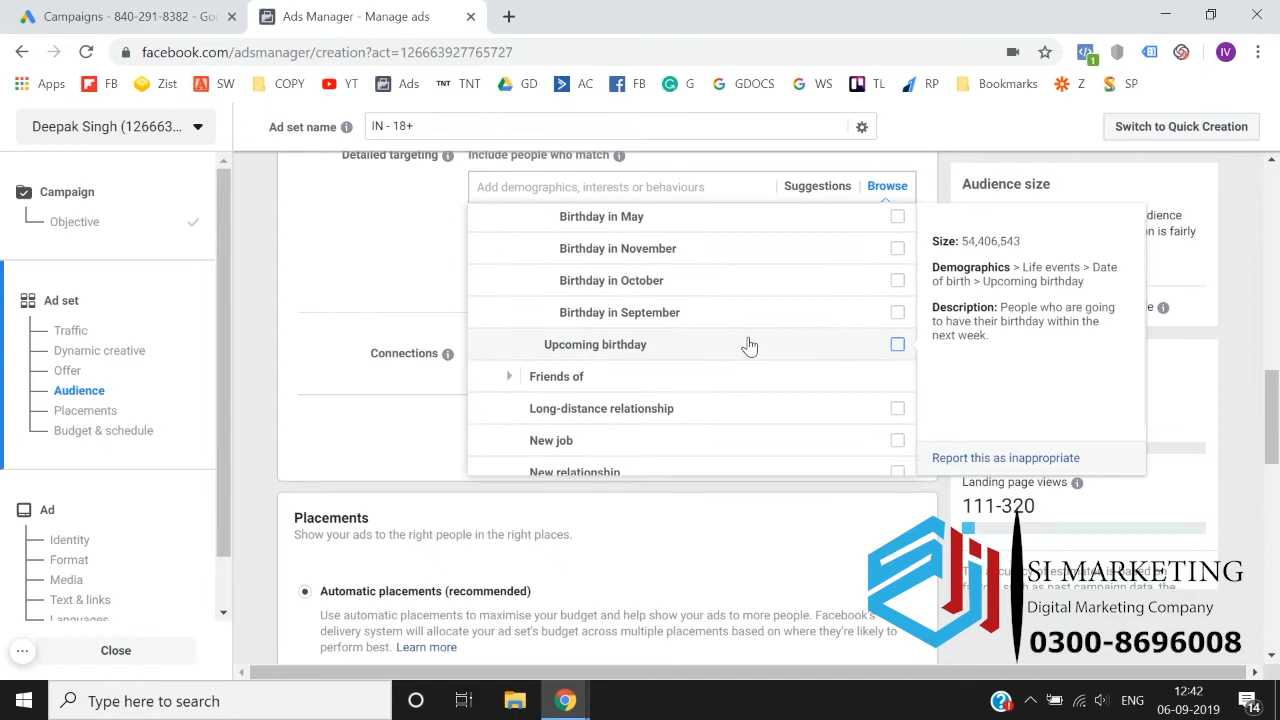 Campaigns - 840-291-8382 - Goo
Ads Manager - Manage ads
facebook.com/adsmanager/creation?act=126663927765727
IV
1
Apps
FB
Zist
SW
COPY
YT
Ads
TNT TNT
GD
AC
FB
G
GDOCS
WS
TL
RP
Bookmarks
Z
SP
Deepak Singh (126663...
Ad set name
IN - 18+
Switch to Quick Creation
Campaign
Objective
Ad set
Traffic
Dynamic creative
Offer
Audience
Placements
Budget & schedule
Ad
Identity
Format
Media
Text & links
Languages
Close
Detailed targeting
Include people who match
Add demographics, interests or behaviours
Suggestions
Browse
Birthday in May
Birthday in November
Birthday in October
Birthday in September
Upcoming birthday
Friends of
Long-distance relationship
New job
New relationship
Connections
Size: 54,406,543
Demographics > Life events > Date
of birth > Upcoming birthday
Description: People who are going
to have their birthday within the
next week.
Report this as inappropriate
Audience size
dience
n is fairly
e
Landing page views
111-320
Placements
Show your ads to the right people in the right places.
Automatic placements (recommended)
Use automatic placements to maximise your budget and help show your ads to more people. Facebook's
delivery system will allocate your ad set's budget across multiple placements based on where they're likely to
perform best. Learn more
SI MARKETING
Digital Marketing Company
0300-8696008
Type here to search
ENG
12:42
06-09-2019
14